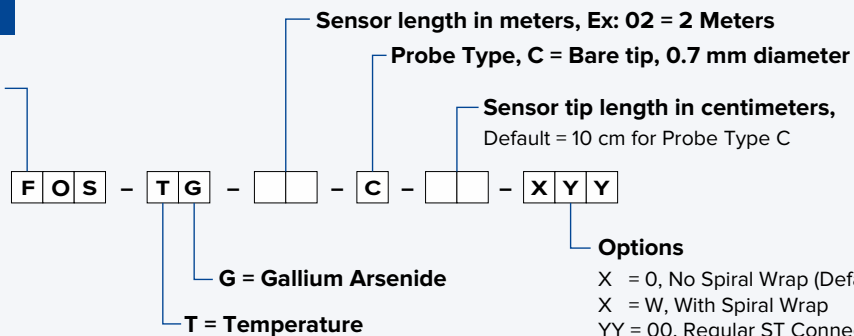 Sensor length in meters, Ex: 02 = 2 Meters
Probe Type, C = Bare tip, 0.7 mm diameter
Sensor tip length in centimeters,
Default = 10 cm for Probe Type C
F O S – T G – – C – – X Y Y
Options
G = Gallium Arsenide
X = 0, No Spiral Wrap
X = W, With Spiral Wrap
T = Temperature
YY = 00, Regular ST